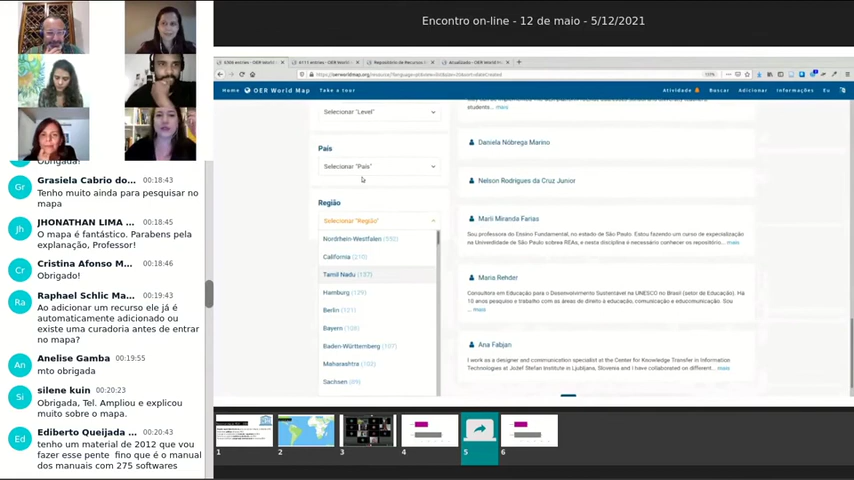 Encontro on-line - 12 de maio - 5/12/2021
Obrigada!
Gr
Grasiela Cabrio do...
00:18:43
Tenho muito ainda para pesquisar no
mapa
Jh
JHONATHAN LIMA ...
00:18:45
O mapa é fantástico. Parabens pela
explanação, Professor!
Cr
Cristina Afonso M...
00:18:46
Obrigado!
Ra
Raphael Schlic Ma...
00:19:43
Ao adicionar um recurso ele já é
automaticamente adicionado ou
existe uma curadoria antes de entrar
no mapa?
An
Anelise Gamba
00:19:55
mto obrigada
Si
silene kuin
00:20:23
Obrigada, Tel. Ampliou e explicou
muito sobre o mapa.
Ed
Ediberto Queijada ...
00:20:43
tenho um material de 2012 que vou
fazer esse pente fino que é o manual
dos manuais com 275 softwares
Home
OER World Map
Take a tour
Atividade
Buscar
Adicionar
Informações
Eu
Selecionar "Level"
País
Selecionar "País"
Região
Selecionar "Região"
Nordrhein-Westfalen
California
Tamil Nadu (137)
Hamburg
Berlin (121)
Bayern
Baden-Württemberg
Maharashtra
Sachsen
students... mais
Daniela Nóbrega Marino
Nelson Rodrigues da Cruz Junior
Marli Miranda Farias
Sou professora do Ensino Fundamental, no estado de São Paulo. Estou fazendo um curso de especialização
na Univerdidade de São Paulo sobre REAs, e nesta disciplina é necessário conhecer os repositório... mais
Maria Rehder
Consultora em Educação para o Desenvolvimento Sustentável na UNESCO no Brasil (setor de Educação). Há
10 anos pesquiso e trabalho com as áreas de direito à educação, comunicação e educomunicação. Sou
... mais
Ana Fabjan
I work as a designer and communication specialist at the Center for Knowledge Transfer in Information
Technologies at Jožef Stefan Institute in Ljubljana, Slovenia and I have collaborated on different... mais
1
2
3
4
5
6